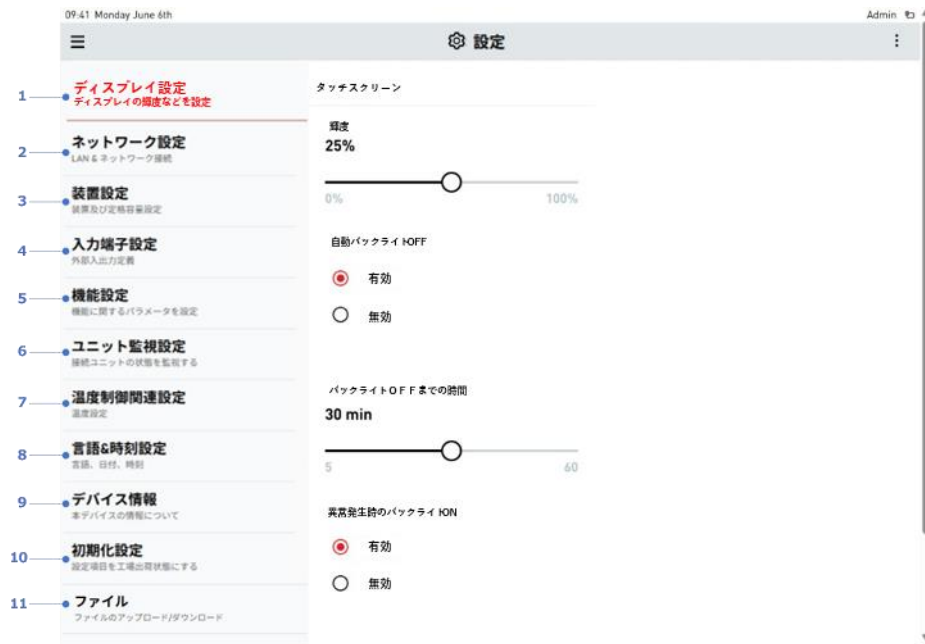 09:41 Monday June 6th
Admin
設定
1
ディスプレイ設定
ディスプレイの輝度などを設定
2
ネットワーク設定
LAN & ネットワーク接続
3
装置設定
装置及び定格容量設定
4
入力端子設定
外部入出力定義
5
機能設定
機能に関するパラメータを設定
6
ユニット監視設定
接続ユニットの状態を監視する
7
温度制御関連設定
温度設定
8
言語&時刻設定
言語、日付、時刻
9
デバイス情報
本デバイスの情報について
10
初期化設定
設定項目を工場出荷状態にする
11
ファイル
ファイルのアップロード/ダウンロード
タッチスクリーン
輝度
25%
0% 100%
自動バックライトOFF
有効
無効
バックライトOFFまでの時間
30 min
5 60
異常発生時のバックライトON
有効
無効